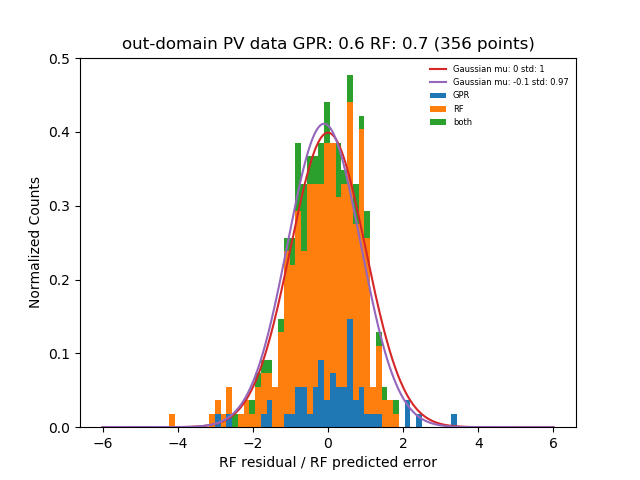 out-domain PV data GPR: 0.6 RF: 0.7 (356 points)
Gaussian mu: 0 std: 1
Gaussian mu: -0.1 std: 0.97
GPR
RF
both
Normalized Counts
0.5
0.4
0.3
0.2
0.1
0.0
−6 −4 −2 0 2 4 6
RF residual / RF predicted error